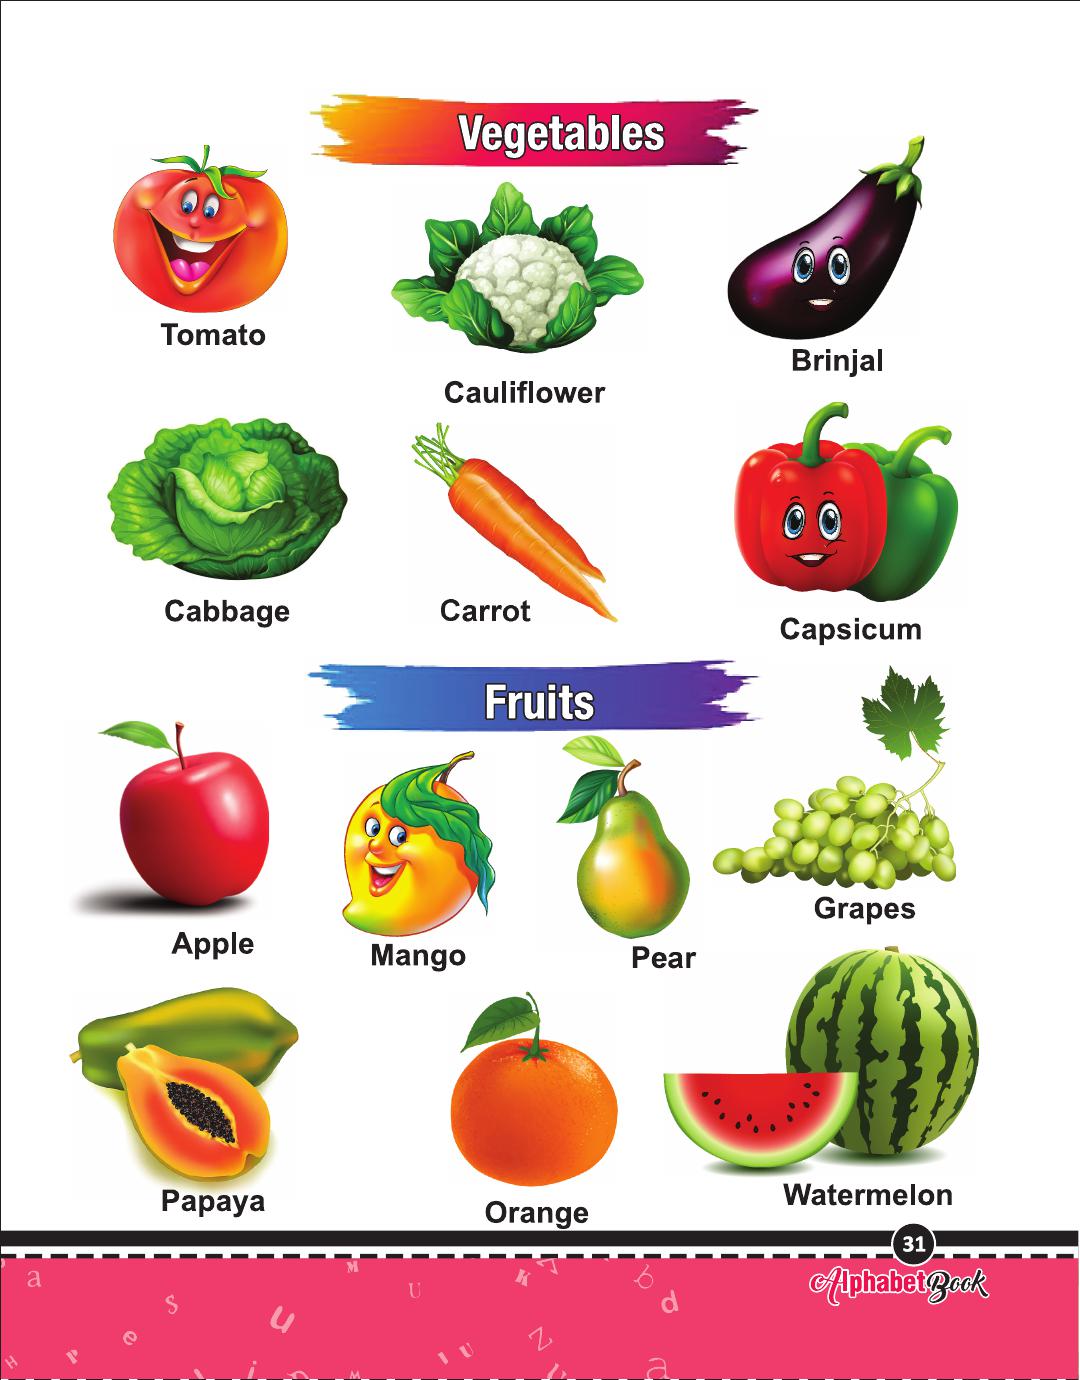 Vegetables
Tomato
Cauliflower
Brinjal
Cabbage
Carrot
Capsicum
Fruits
Apple
Mango
Pear
Grapes
Papaya
Orange
Watermelon
31
AlphabetBook
a
M
U
K
b
s
u
d
e
Z
H
P
I
U
a
M